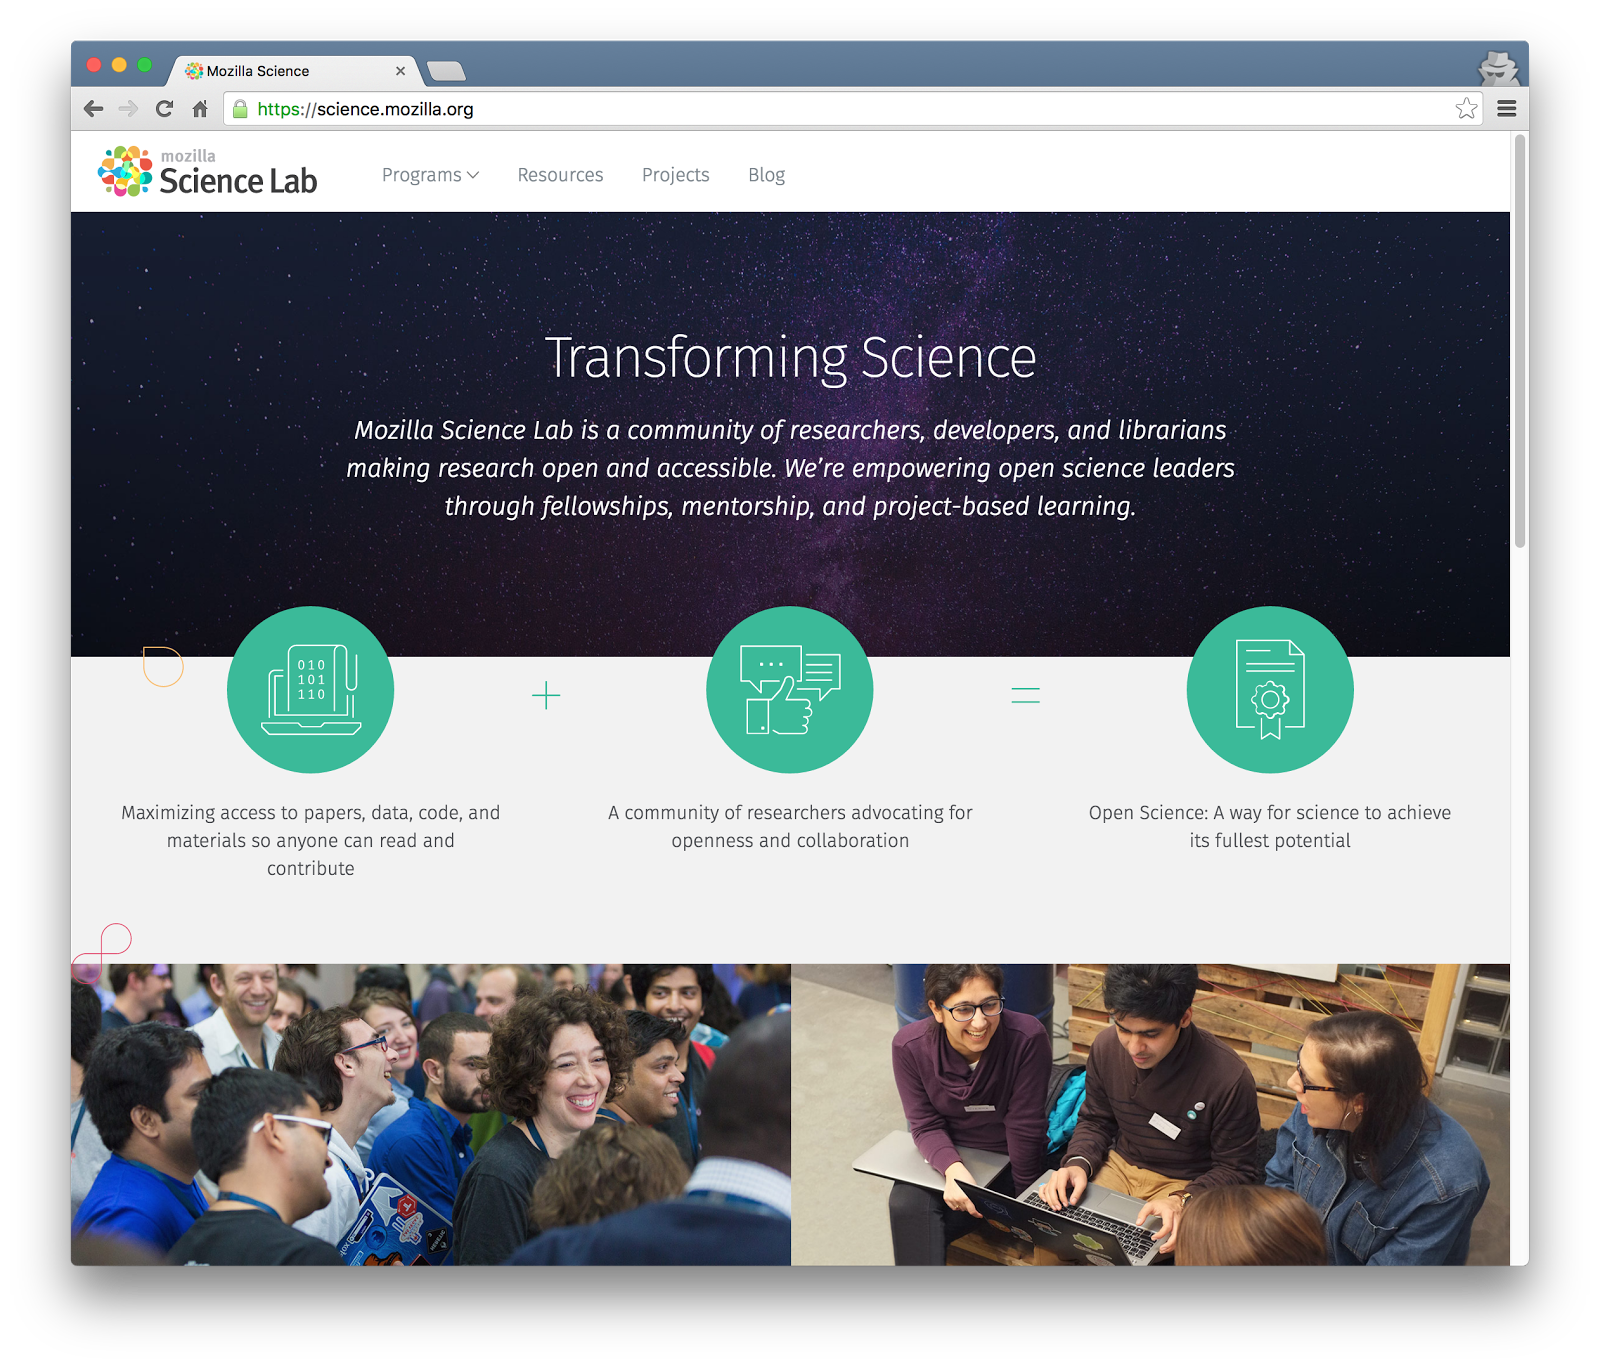 Mozilla Science
https://science.mozilla.org
mozilla
Science Lab
Programs
Resources
Projects
Blog
Transforming Science
Mozilla Science Lab is a community of researchers, developers, and librarians
making research open and accessible. We're empowering open science leaders
through fellowships, mentorship, and project-based learning.
010
101
110
Maximizing access to papers, data, code, and
materials so anyone can read and
contribute
A community of researchers advocating for
openness and collaboration
Open Science: A way for science to achieve
its fullest potential